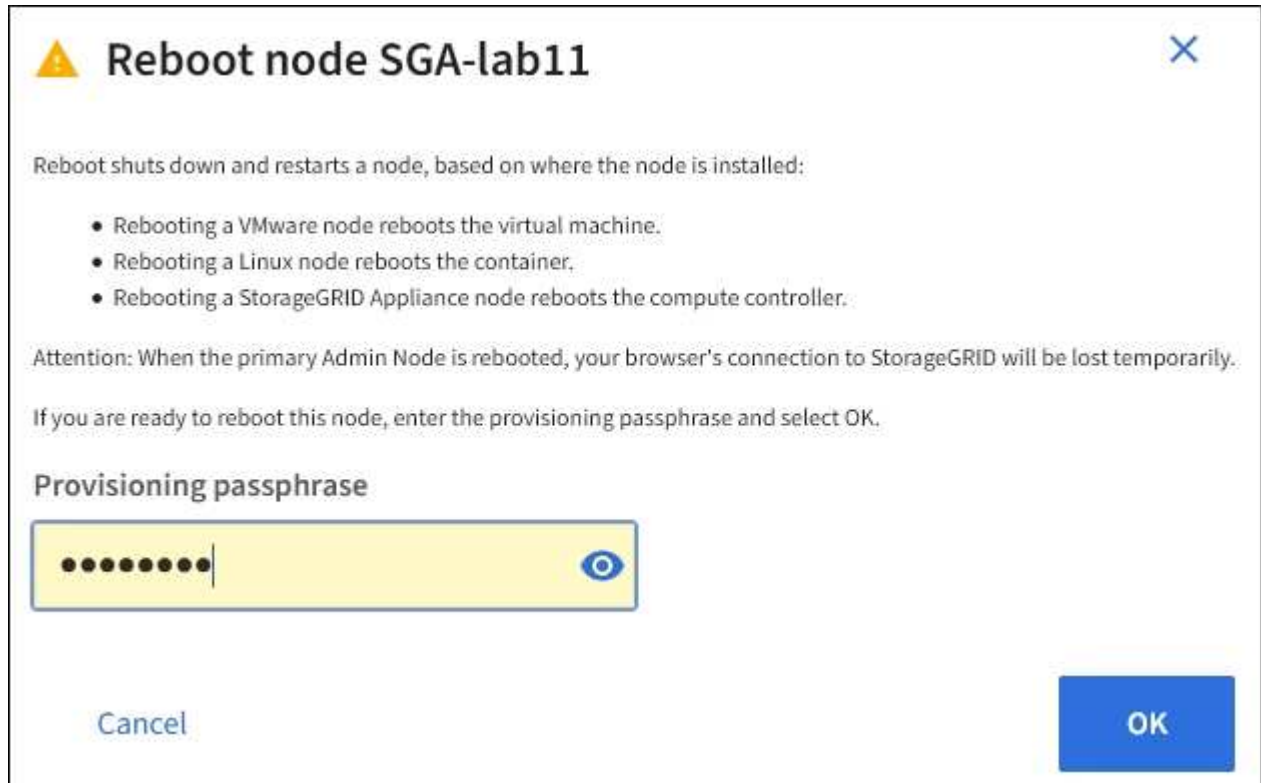 Reboot node SGA-lab11
Reboot shuts down and restarts a node, based on where the node is installed:
• Rebooting a VMware node reboots the virtual machine.
• Rebooting a Linux node reboots the container.
• Rebooting a StorageGRID Appliance node reboots the compute controller.
Attention: When the primary Admin Node is rebooted, your browser's connection to StorageGRID will be lost temporarily.
If you are ready to reboot this node, enter the provisioning passphrase and select OK.
Provisioning passphrase
••••••••
Cancel
OK